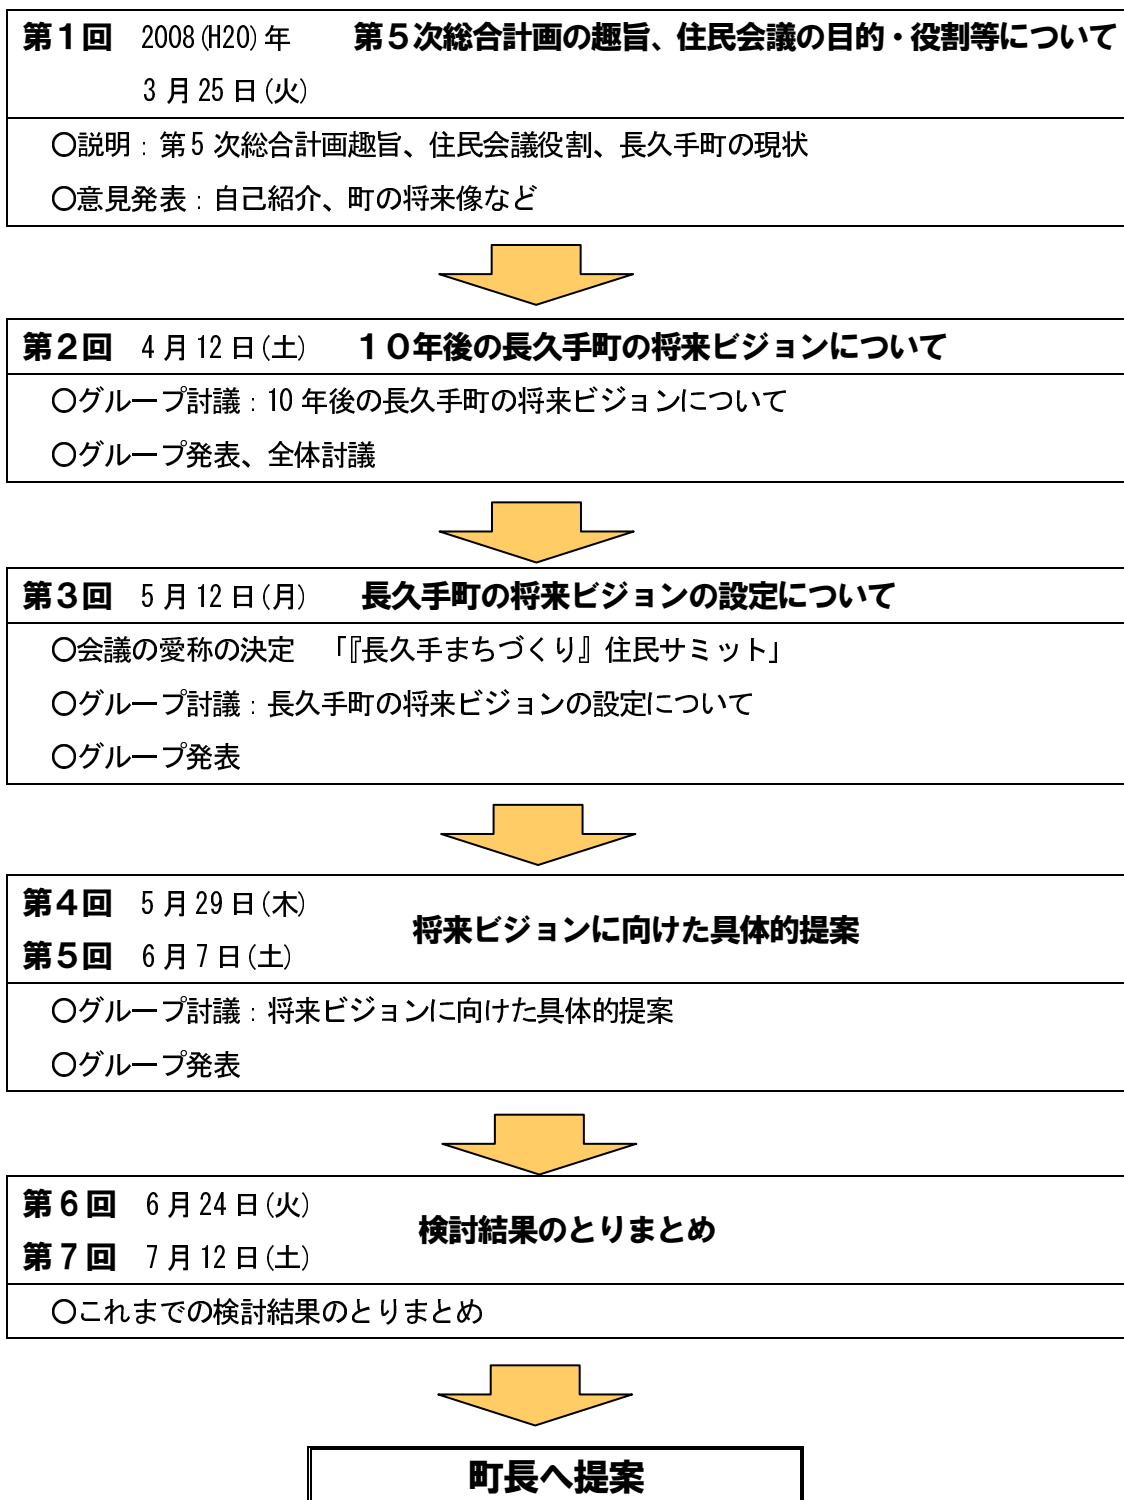 第１回　2008(H20)年　第５次総合計画の趣旨、住民会議の目的・役割等について
3月25日(火)
○説明：第5次総合計画趣旨、住民会議役割、長久手町の現状
○意見発表：自己紹介、町の将来像など
第２回　4月12日(土)　１０年後の長久手町の将来ビジョンについて
○グループ討議：10年後の長久手町の将来ビジョンについて
○グループ発表、全体討議
第３回　5月12日(月)　長久手町の将来ビジョンの設定について
○会議の愛称の決定　「『長久手まちづくり』住民サミット」
○グループ討議：長久手町の将来ビジョンの設定について
○グループ発表
第４回　5月29日(木)
将来ビジョンに向けた具体的提案
第５回　6月7日(土)
○グループ討議：将来ビジョンに向けた具体的提案
○グループ発表
第６回　6月24日(火)
検討結果のとりまとめ
第７回　7月12日(土)
○これまでの検討結果のとりまとめ
町長へ提案